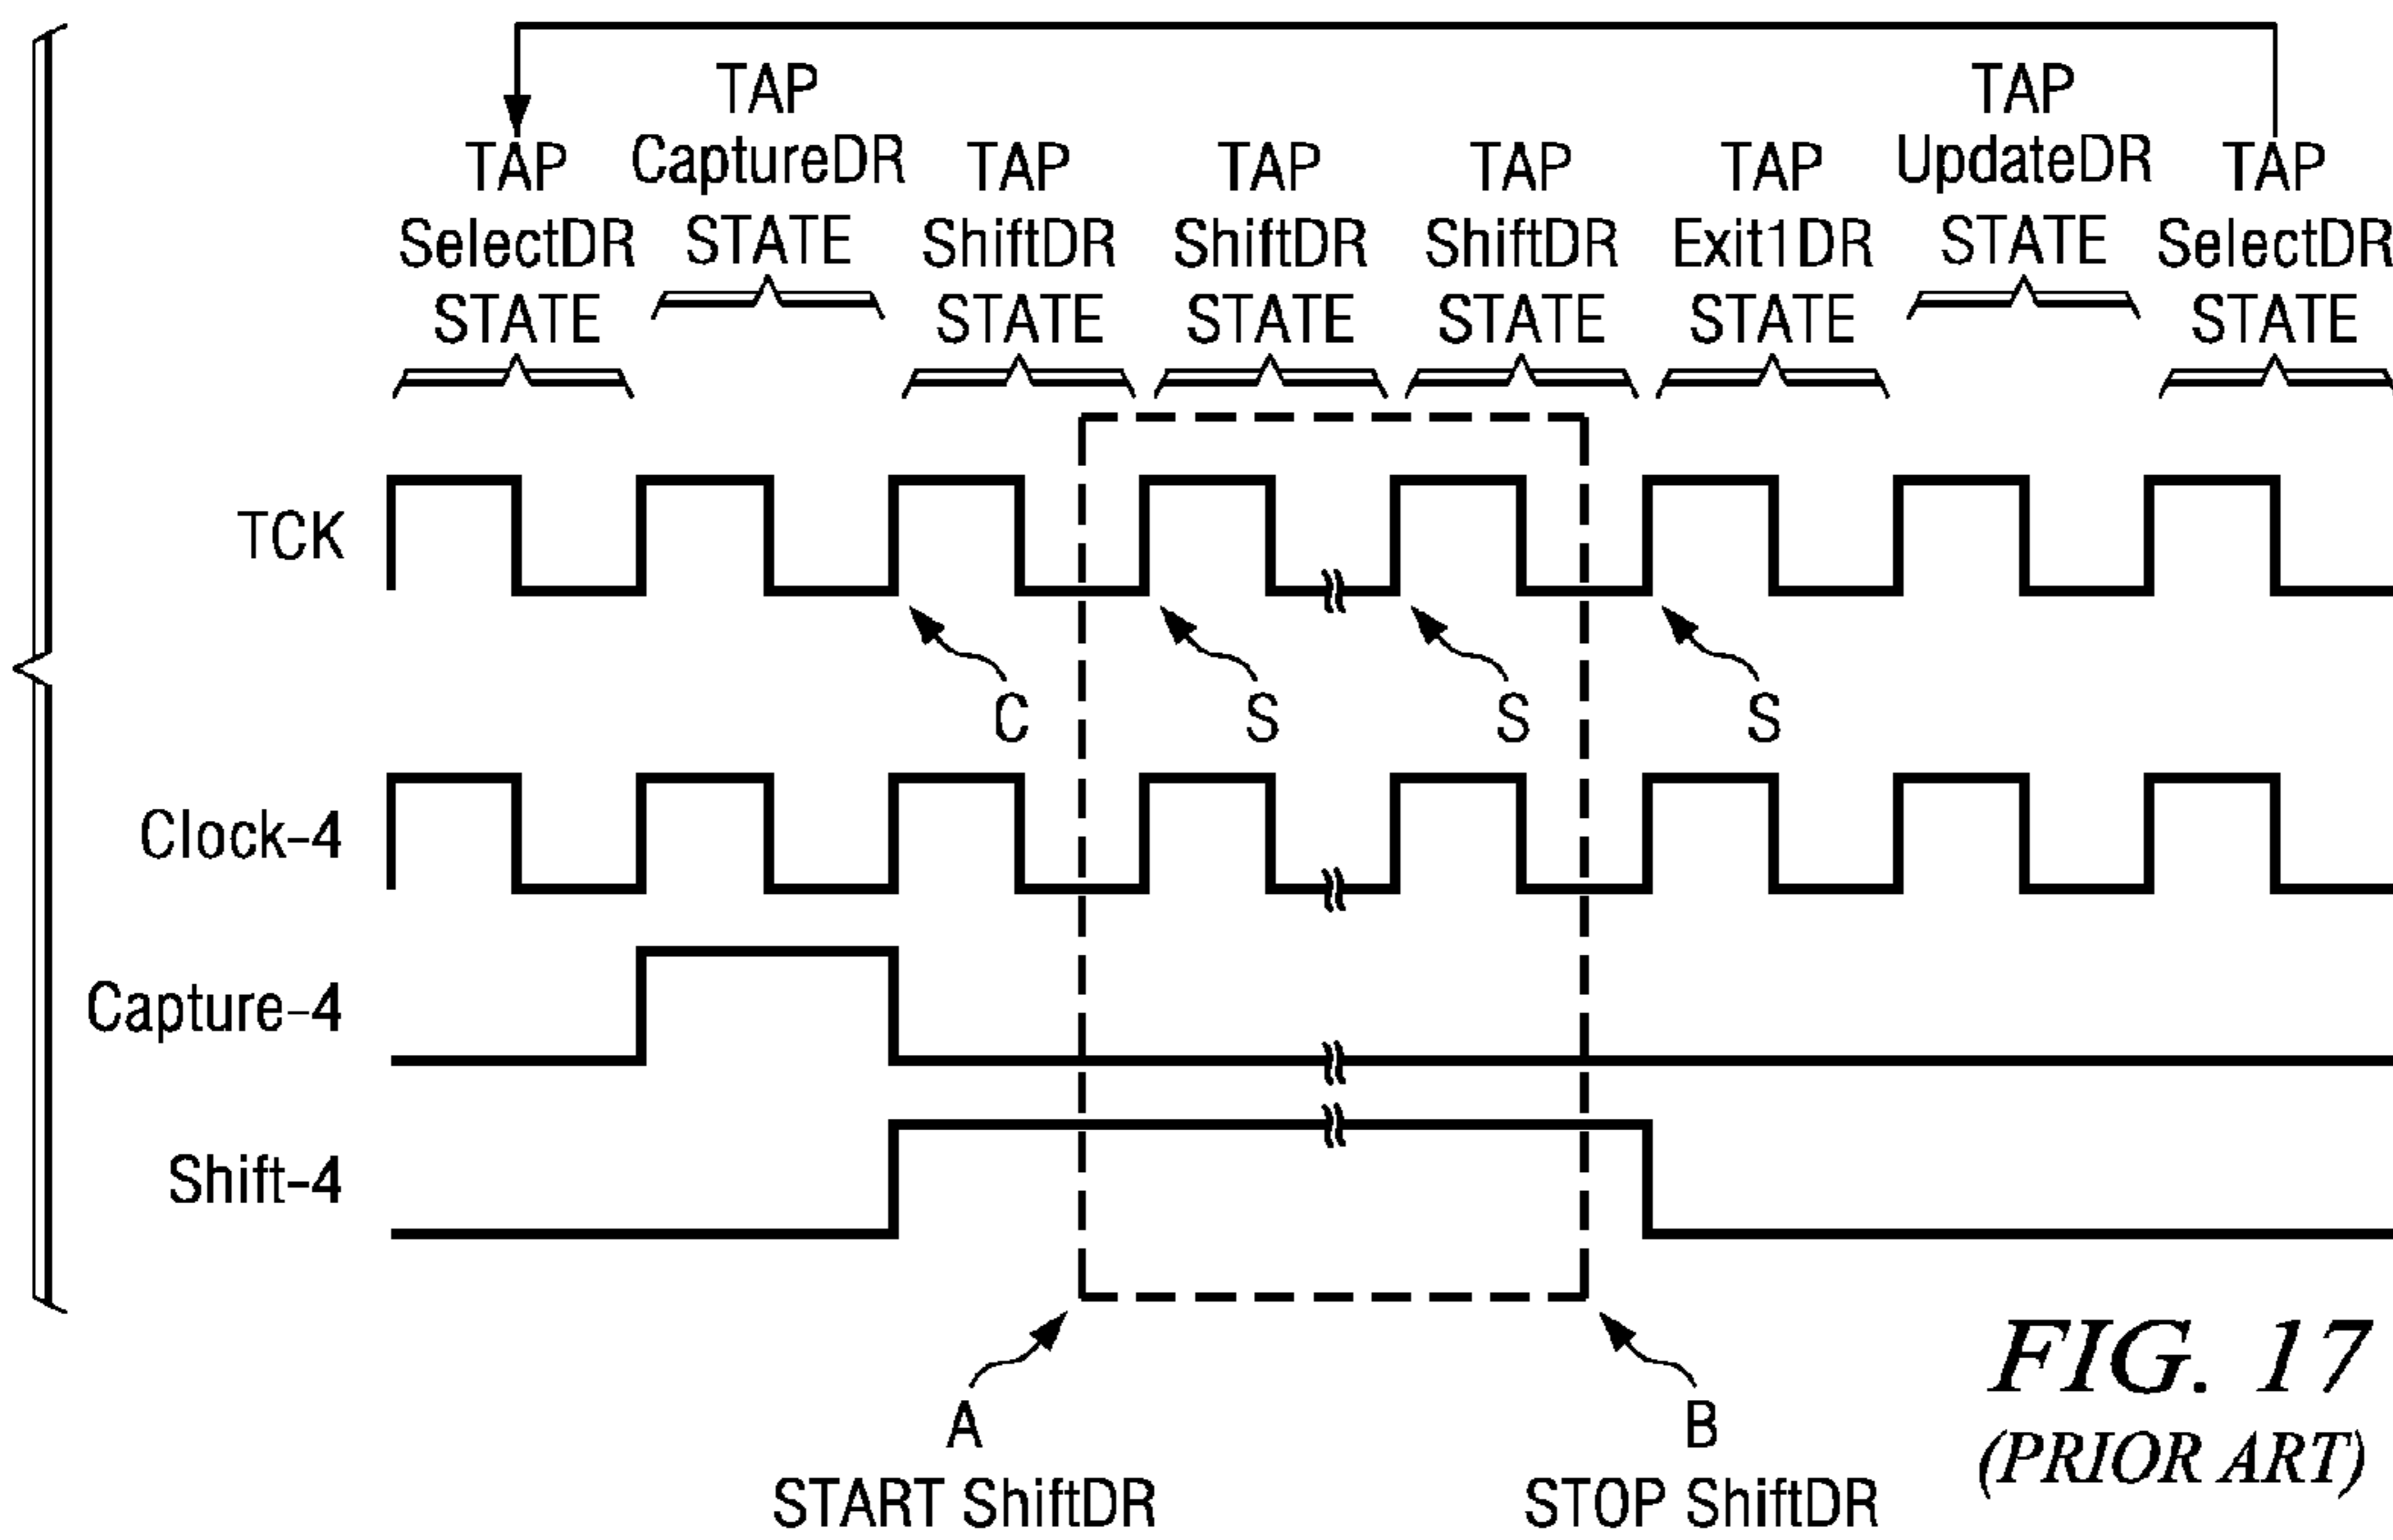 TAP
SelectDR
STATE
TAP
CaptureDR
STATE
TAP
ShiftDR
STATE
TAP
ShiftDR
STATE
TAP
ShiftDR
STATE
TAP
Exit1DR
STATE
TAP
UpdateDR
STATE
TAP
SelectDR
STATE
TCK
C
S
S
S
Clock-4
Capture-4
Shift-4
A
START ShiftDR
B
STOP ShiftDR
FIG. 17
(PRIOR ART)